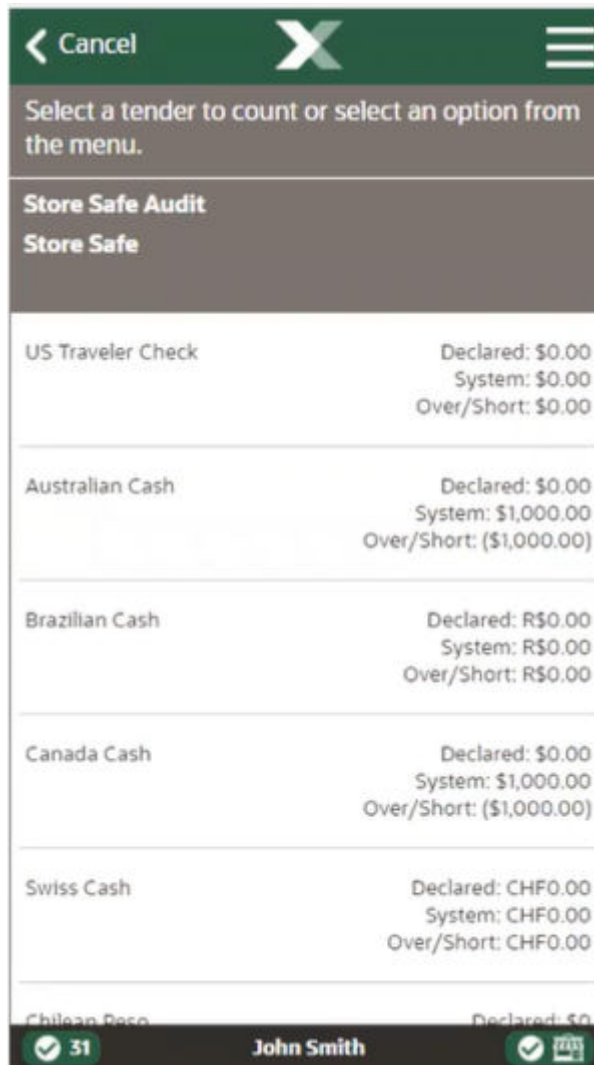 Cancel
Select a tender to count or select an option from
the menu.
Store Safe Audit
Store Safe
US Traveler Check
Declared: $0.00
System: $0.00
Over/Short: $0.00
Australian Cash
Declared: $0.00
System: $1,000.00
Over/Short: ($1,000.00)
Brazilian Cash
Declared: R$0.00
System: R$0.00
Over/Short: R$0.00
Canada Cash
Declared: $0.00
System: $1,000.00
Over/Short: ($1,000.00)
Swiss Cash
Declared: CHF0.00
System: CHF0.00
Over/Short: CHF0.00
Chilean Peso
Declared: $0
31
John Smith